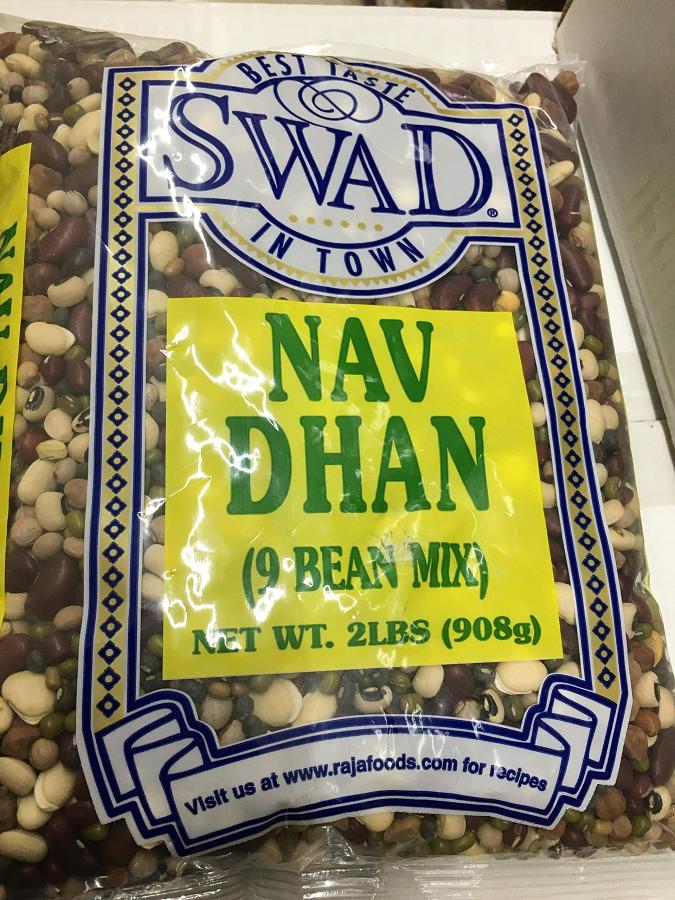 BEST TASTE
SWAD®
IN TOWN
NAV
DHAN
(9 BEAN MIX)
NET WT. 2LBS (908g)
Visit us at www.rajafoods.com for recipes
NAV